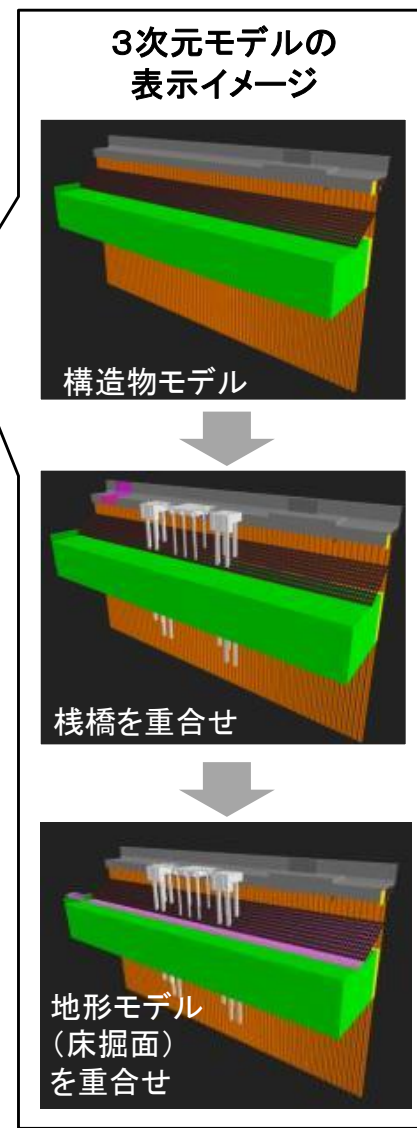 ３次元モデルの
表示イメージ
構造物モデル
桟橋を重合せ
地形モデル
（床掘面）
を重合せ